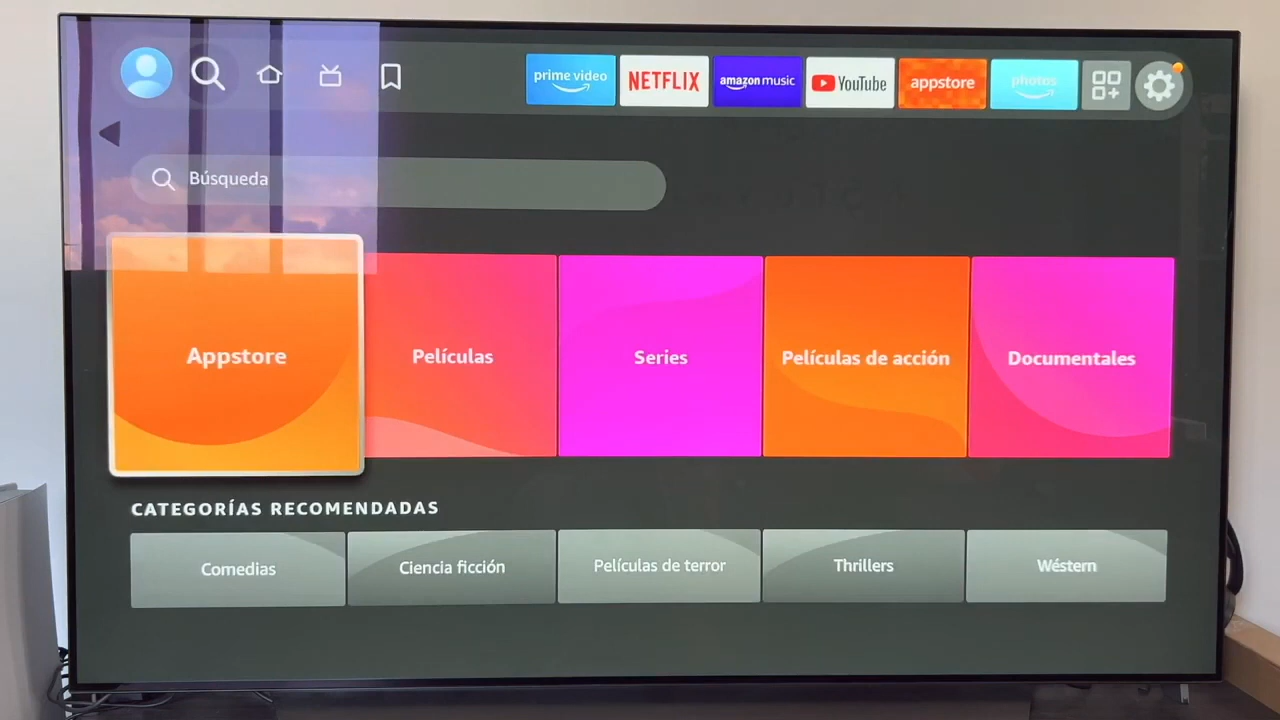 prime video
NETFLIX
amazon music
YouTube
appstore
photos
Búsqueda
Appstore
Películas
Series
Películas de acción
Documentales
CATEGORÍAS RECOMENDADAS
Comedias
Ciencia ficción
Películas de terror
Thrillers
Wéstern